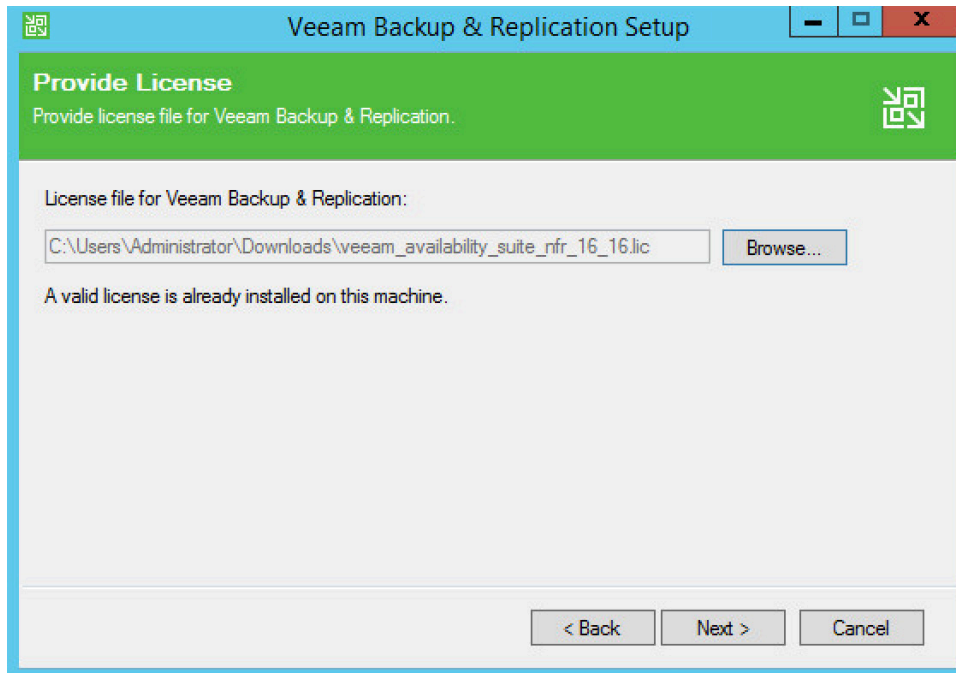 Veeam Backup & Replication Setup
Provide License
Provide license file for Veeam Backup & Replication.
License file for Veeam Backup & Replication:
C:\Users\Administrator\Downloads\veeam_availability_suite_nfr_16_16.lic
Browse...
A valid license is already installed on this machine.
< Back
Next >
Cancel